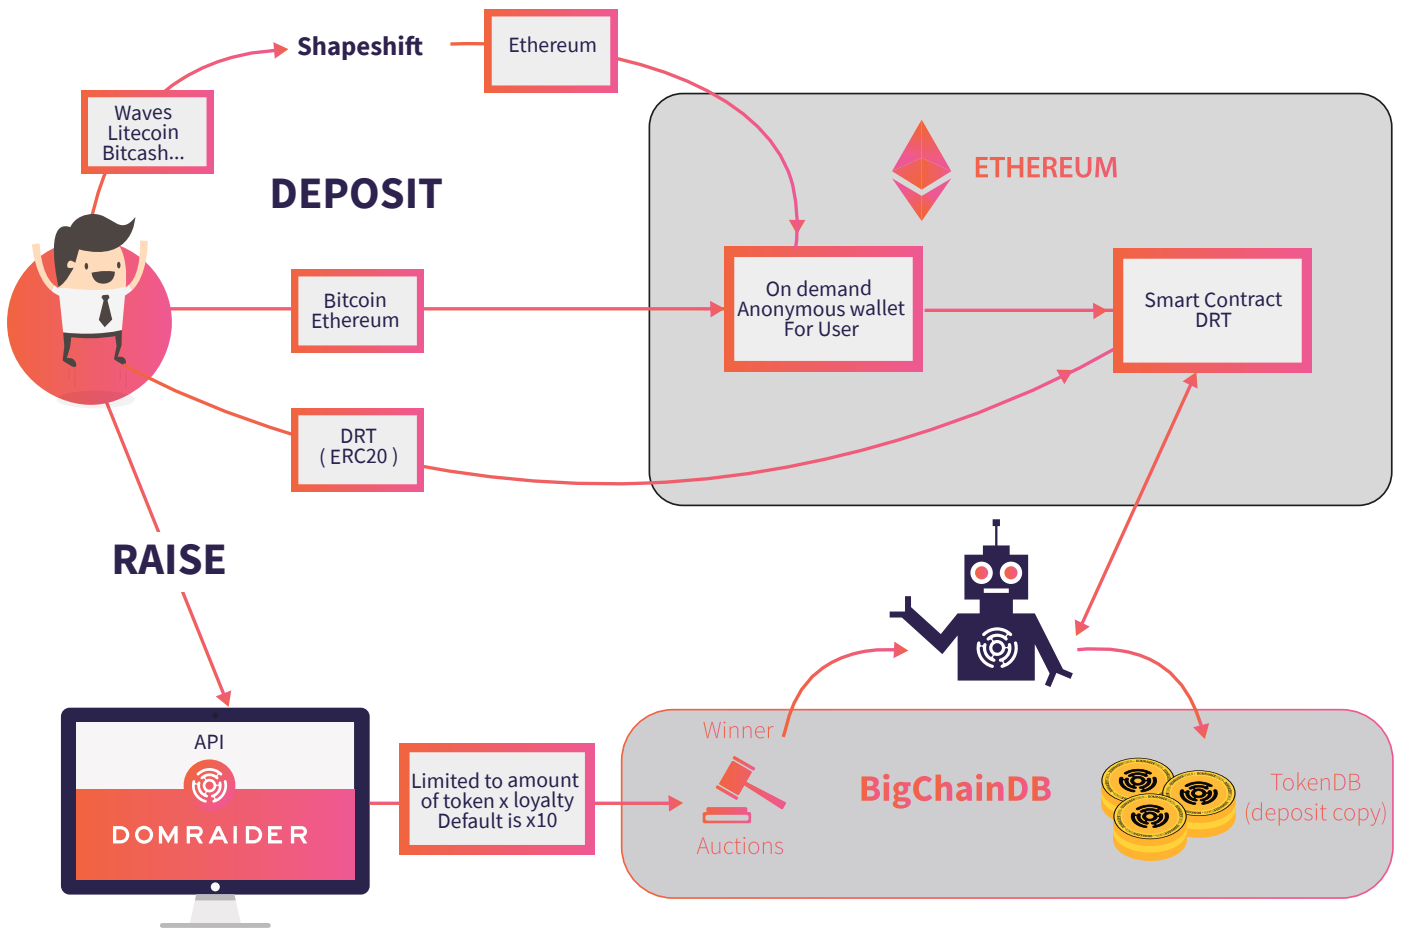 Shapeshift
Ethereum
Waves
Litecoin
Bitcash...
DEPOSIT
ETHEREUM
Bitcoin
Ethereum
On demand
Anonymous wallet
For User
Smart Contract
DRT
DRT
( ERC20 )
RAISE
API
DOMRAIDER
Limited to amount
of token x loyalty
Default is x10
Winner
Auctions
BigChainDB
TokenDB
(deposit copy)